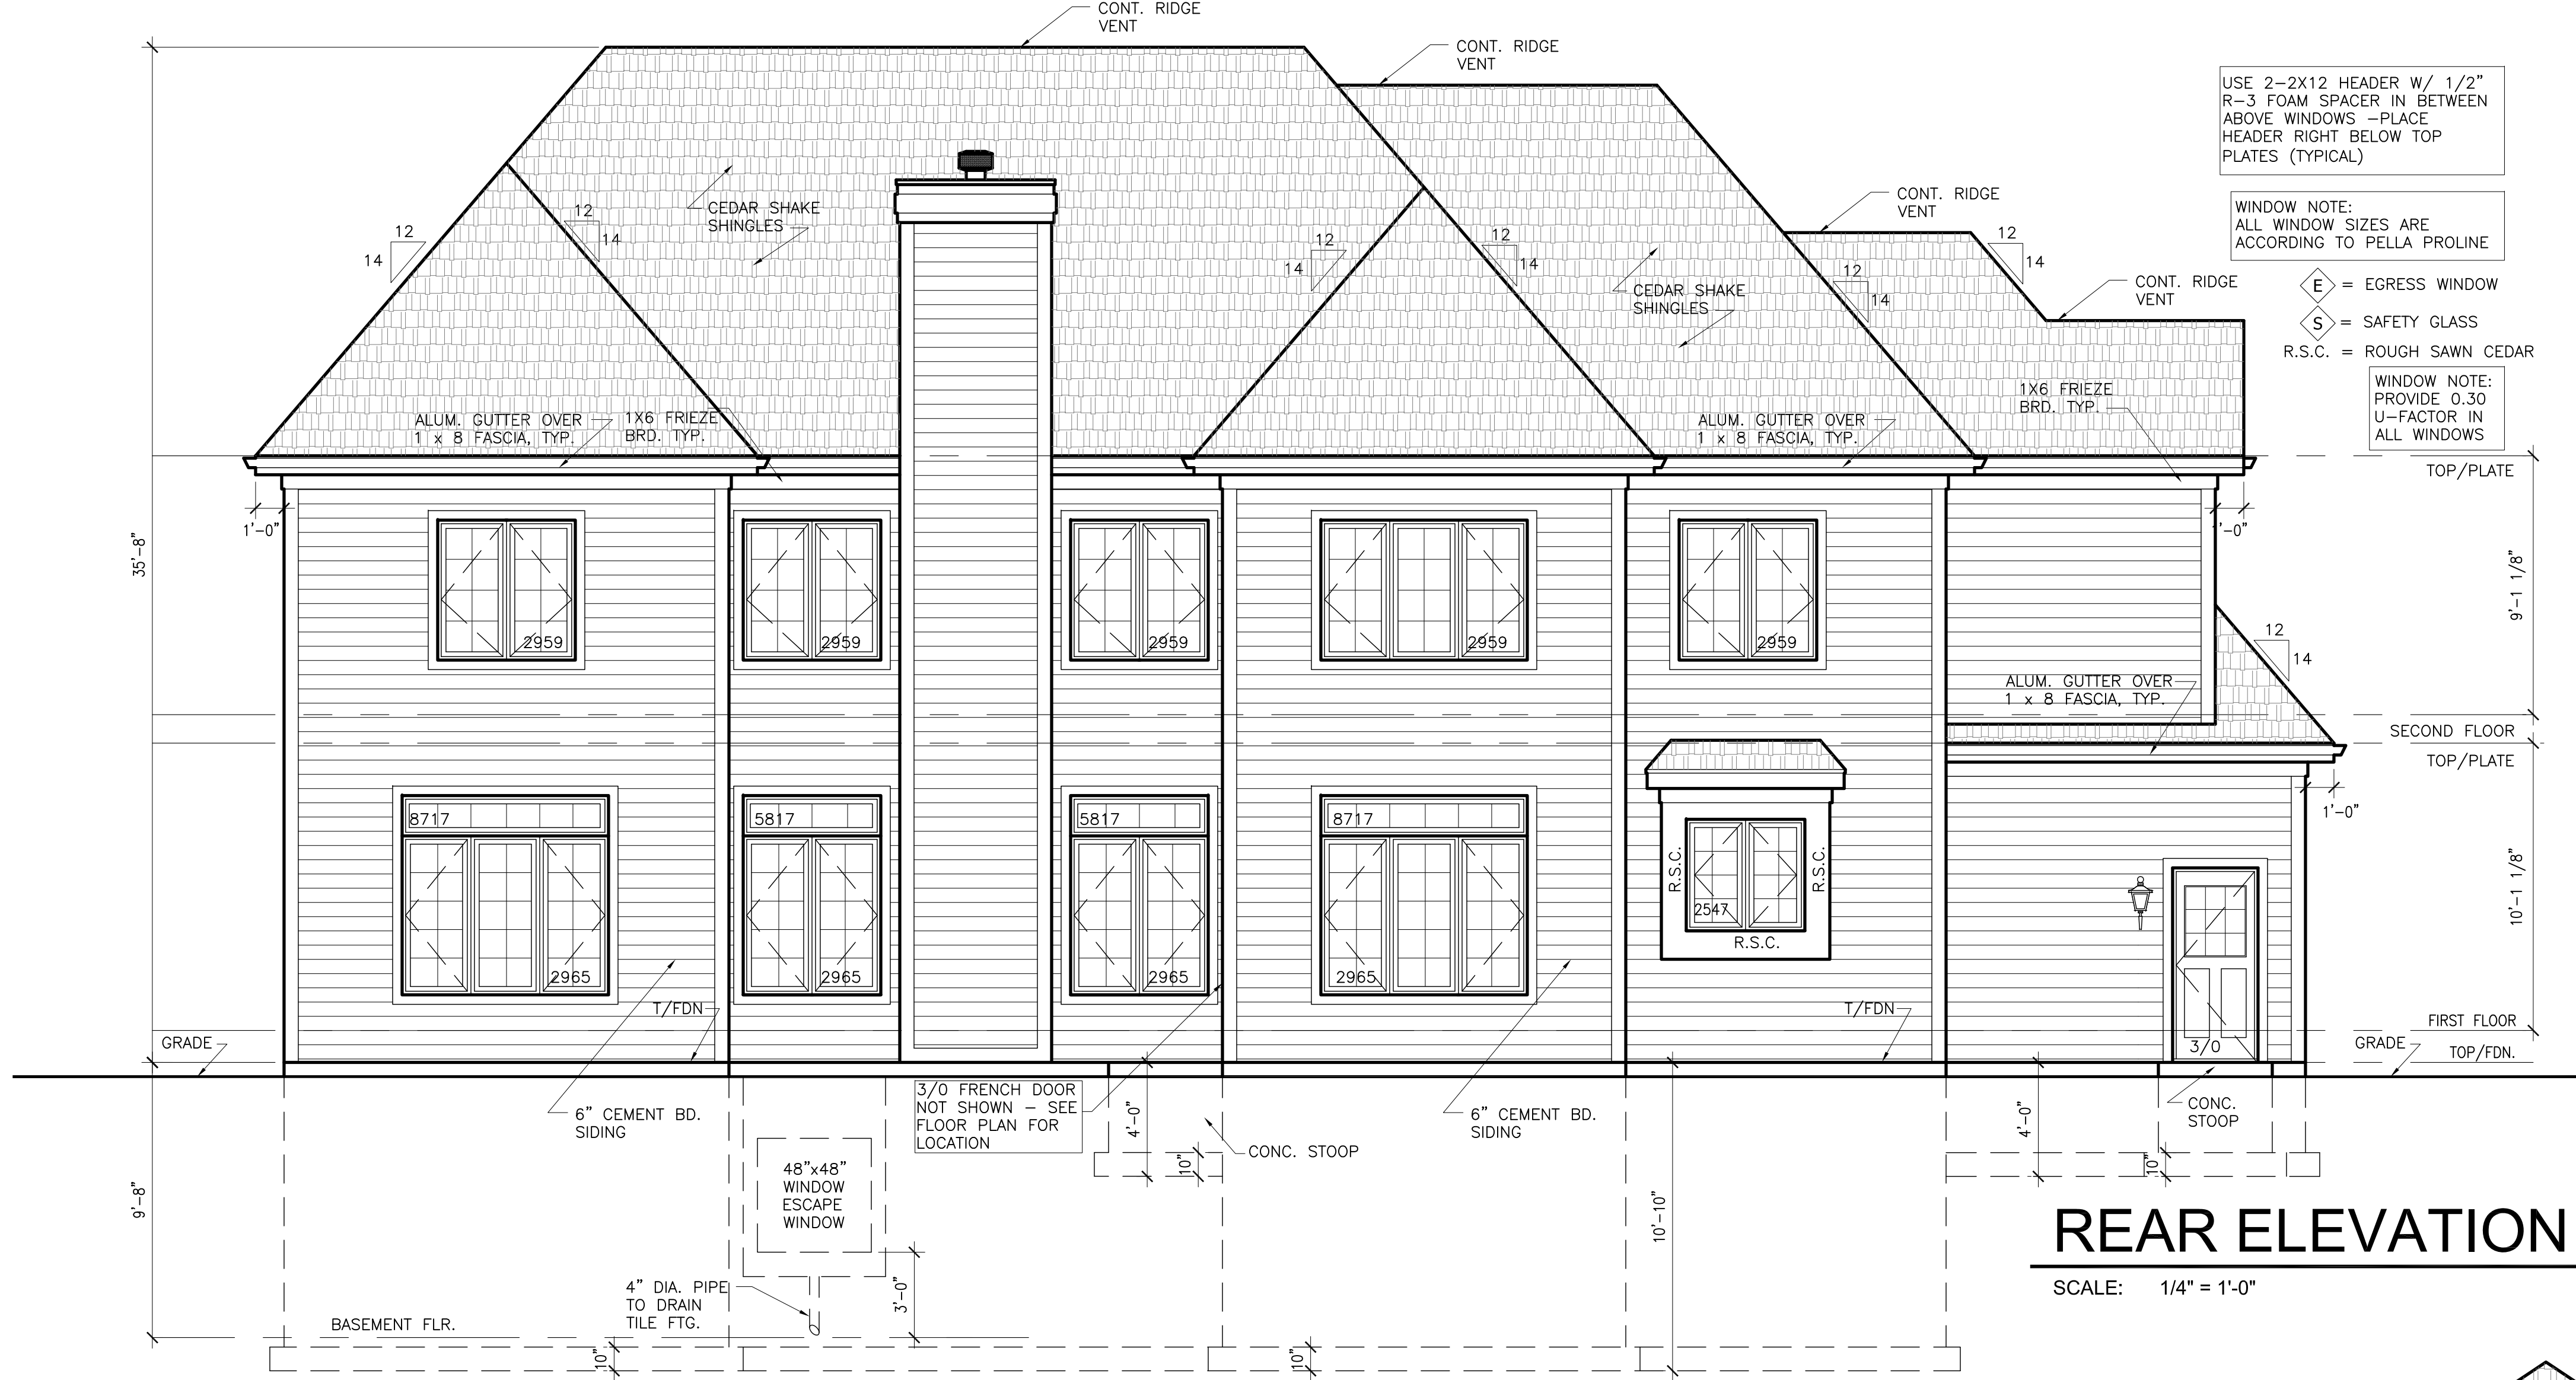 CONT. RIDGE
VENT
CONT. RIDGE
VENT
USE 2-2X12 HEADER W/ 1/2"
R-3 FOAM SPACER IN BETWEEN
ABOVE WINDOWS -PLACE
HEADER RIGHT BELOW TOP
PLATES (TYPICAL)
CONT. RIDGE
VENT
WINDOW NOTE:
ALL WINDOW SIZES ARE
ACCORDING TO PELLA PROLINE
CONT. RIDGE
VENT
E = EGRESS WINDOW
S = SAFETY GLASS
R.S.C. = ROUGH SAWN CEDAR
WINDOW NOTE:
PROVIDE 0.30
U-FACTOR IN
ALL WINDOWS
12
14
12
14
CEDAR SHAKE
SHINGLES
12
14
12
14
CEDAR SHAKE
SHINGLES
12
14
12
14
ALUM. GUTTER OVER
1 x 8 FASCIA, TYP.
1X6 FRIEZE
BRD. TYP.
ALUM. GUTTER OVER
1 x 8 FASCIA, TYP.
1X6 FRIEZE
BRD. TYP.
TOP/PLATE
1'-0"
1'-0"
35'-8"
9'-1 1/8"
2959
2959
2959
2959
2959
12
14
ALUM. GUTTER OVER
1 x 8 FASCIA, TYP.
SECOND FLOOR
TOP/PLATE
1'-0"
8717
5817
5817
8717
R.S.C.
R.S.C.
2547
R.S.C.
10'-1 1/8"
2965
2965
2965
2965
T/FDN
T/FDN
3/0
FIRST FLOOR
GRADE
GRADE
TOP/FDN.
6" CEMENT BD.
SIDING
3/0 FRENCH DOOR
NOT SHOWN - SEE
FLOOR PLAN FOR
LOCATION
4'-0"
10"
CONC. STOOP
6" CEMENT BD.
SIDING
4'-0"
10"
CONC.
STOOP
48"x48"
WINDOW
ESCAPE
WINDOW
9'-8"
10'-10"
3'-0"
4" DIA. PIPE
TO DRAIN
TILE FTG.
BASEMENT FLR.
10"
10"
REAR ELEVATION
SCALE: 1/4" = 1'-0"